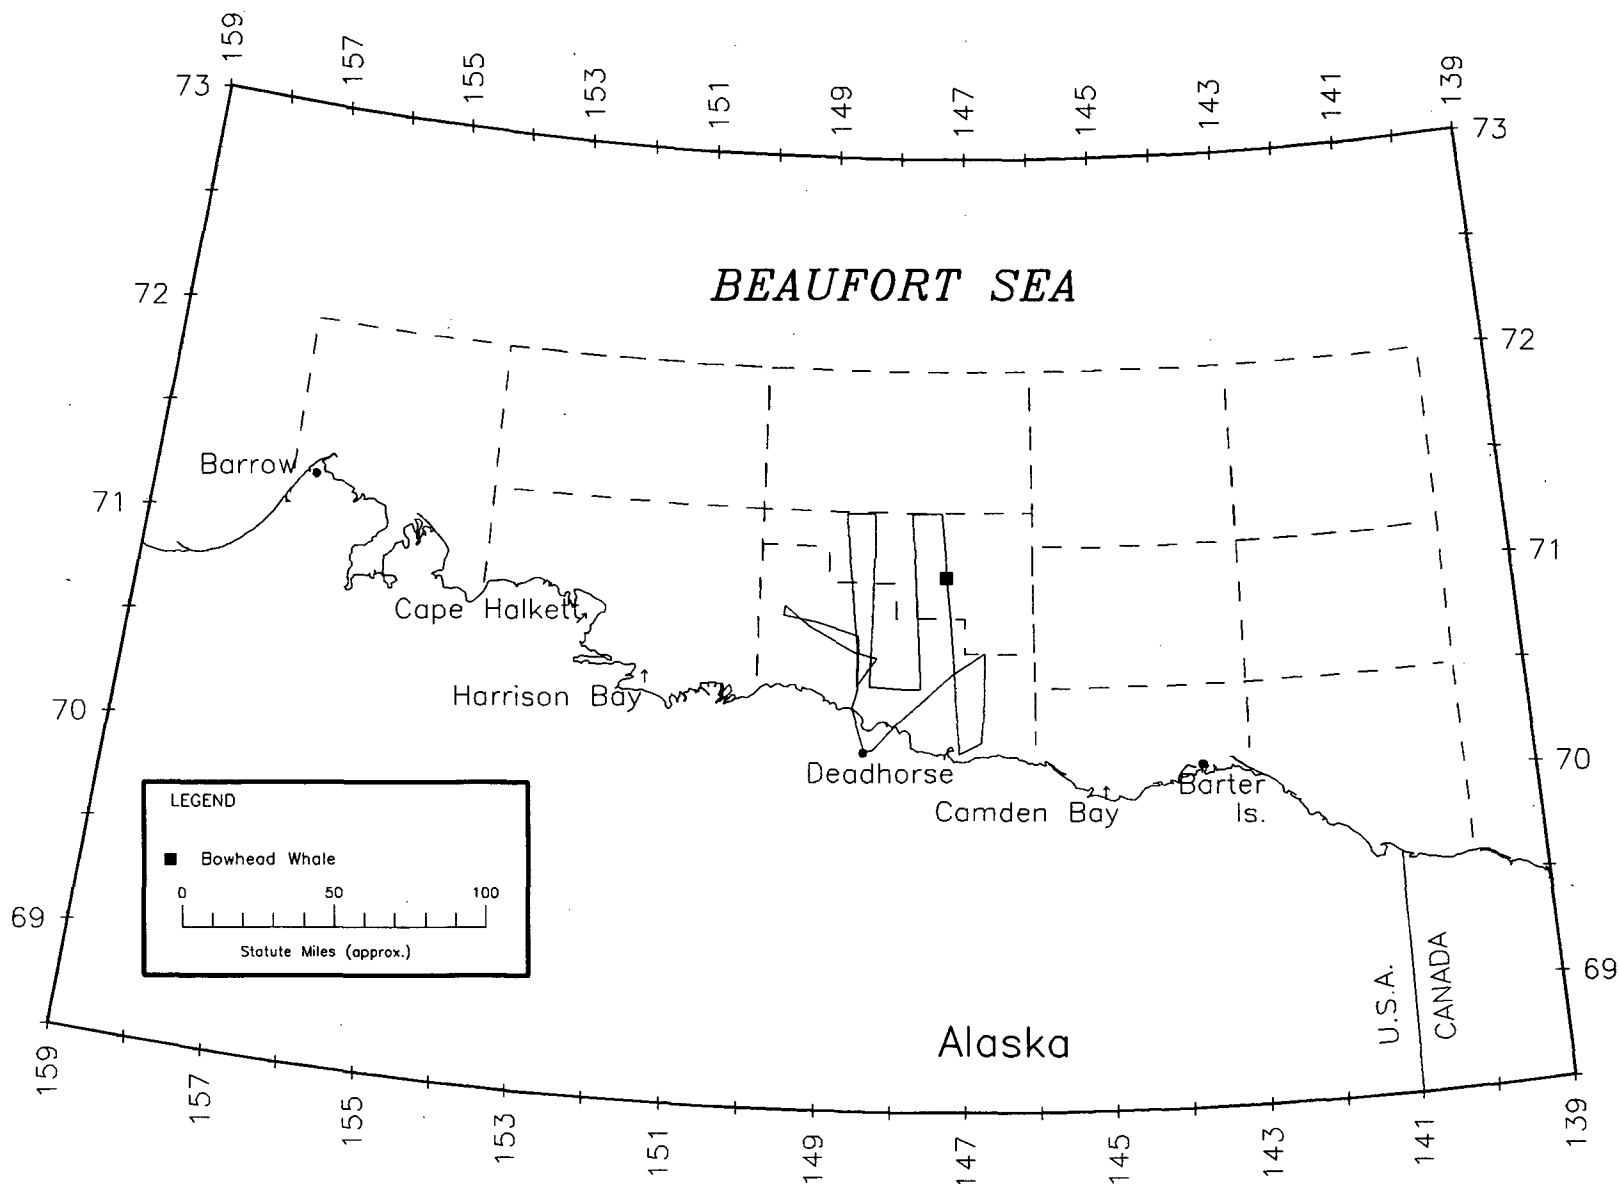 159
157
155
153
151
149
147
145
143
141
139
73
73
BEAUFORT SEA
72
72
Barrow
71
71
Cape Halkett
Harrison Bay
70
70
Deadhorse
Barter
Is.
Camden Bay
LEGEND
Bowhead Whale
0 50 100
Statute Miles (approx.)
69
69
U.S.A.
CANADA
Alaska
159
157
155
153
151
149
147
145
143
141
139